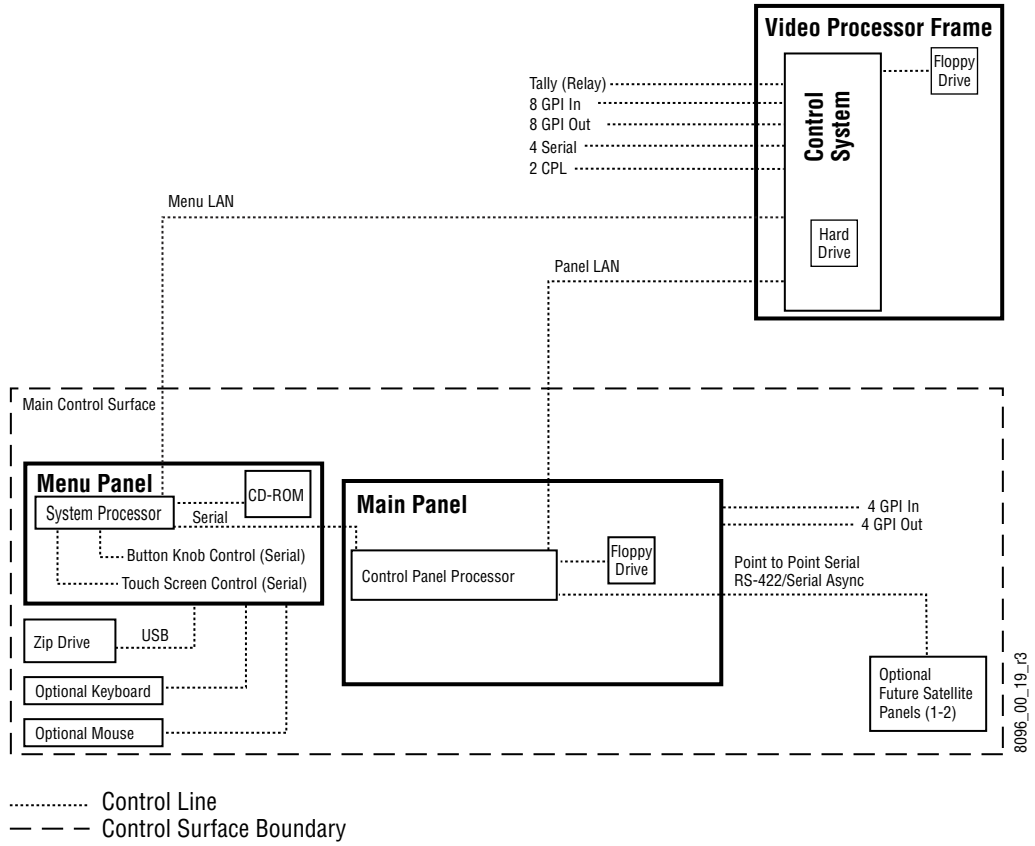 Video Processor Frame
Floppy
Drive
Control
System
Tally (Relay)
8 GPI In
8 GPI Out
4 Serial
2 CPL
Menu LAN
Hard
Drive
Panel LAN
Main Control Surface
Menu Panel
CD-ROM
System Processor
Serial
Button Knob Control (Serial)
Touch Screen Control (Serial)
Main Panel
4 GPI In
4 GPI Out
Floppy
Drive
Control Panel Processor
Point to Point Serial
RS-422/Serial Async
Zip Drive
USB
Optional Keyboard
Optional Mouse
Optional
Future Satellite
Panels (1-2)
8096_00_19_r3
Control Line
Control Surface Boundary